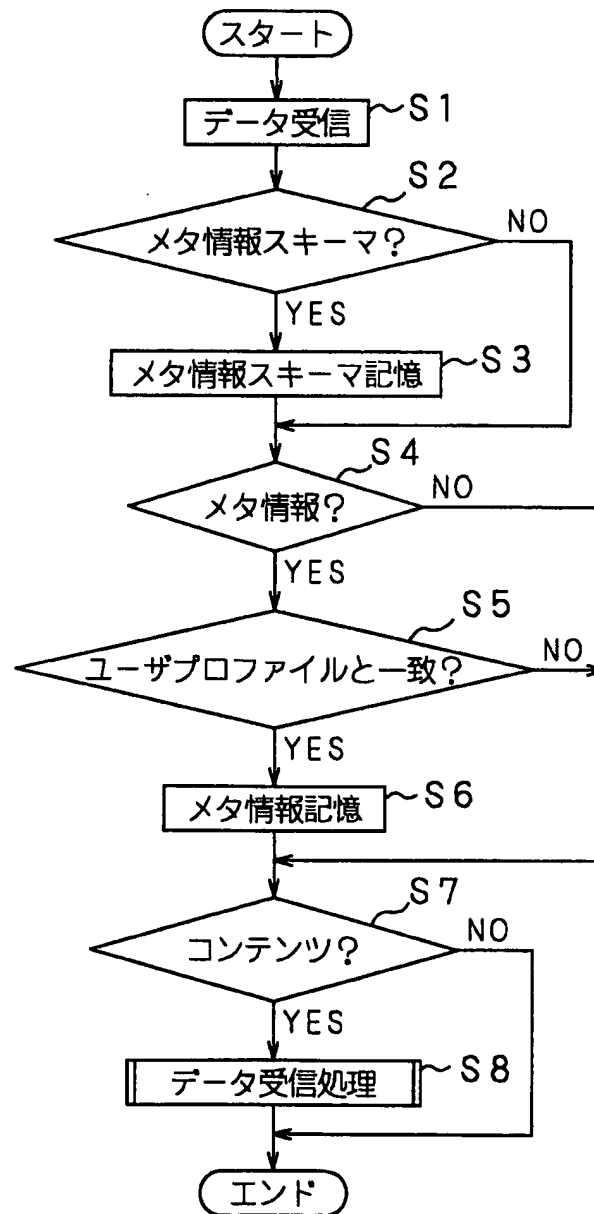 スタート
データ受信
S1
S2
メタ情報スキーマ?
NO
YES
メタ情報スキーマ記憶
S3
S4
メタ情報?
NO
YES
S5
ユーザプロファイルと一致?
NO
YES
メタ情報記憶
S6
S7
コンテンツ?
NO
YES
データ受信処理
S8
エンド